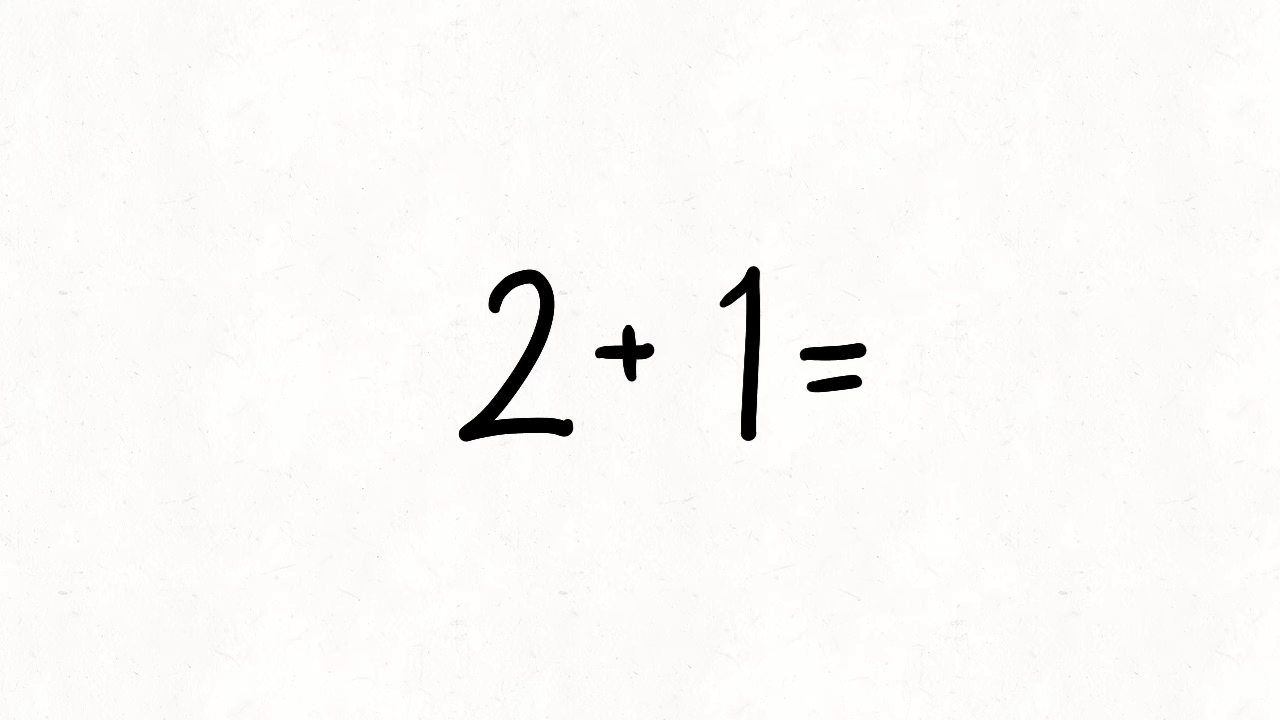 2 + 1 =